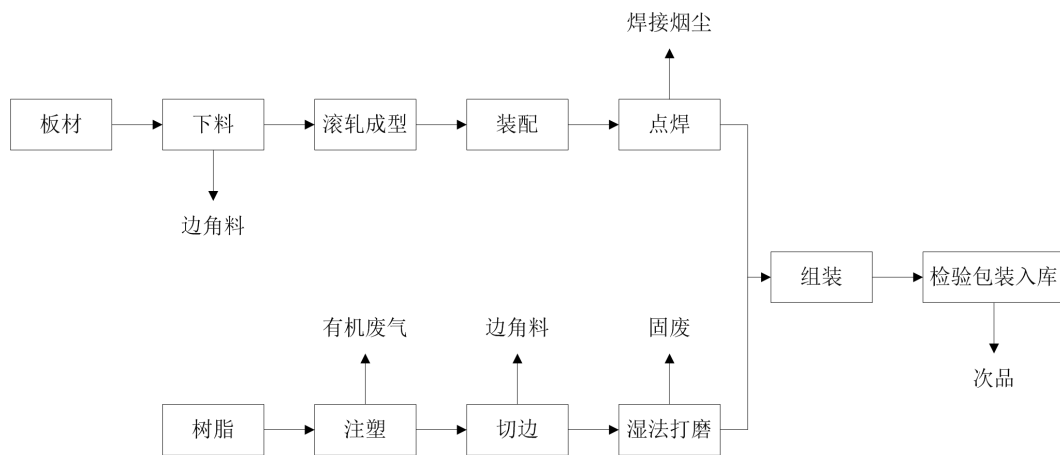 焊接烟尘
板材
下料
滚轧成型
装配
点焊
边角料
组装
检验包装入库
有机废气
边角料
固废
次品
树脂
注塑
切边
湿法打磨